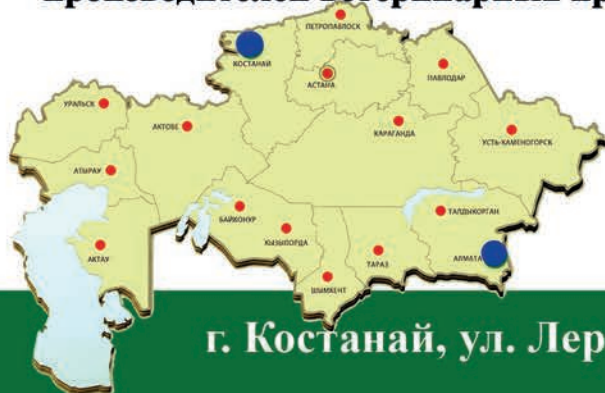 ПЕТРОПАВЛОСК
КОСТАНАЙ
АСТАНА
ПАВЛОДАР
УРАЛЬСК
АКТОБЕ
КАРАГАНДА
УСТЬ-КАМЕНОГОРСК
АТЫРАУ
БАЙКОНУР
ТАЛДЫКОРГАН
КЫЗЫЛОРДА
АКТАУ
ТАРАЗ
АЛМАТА
ШЫМКЕНТ
г. Костанай, ул. Лер